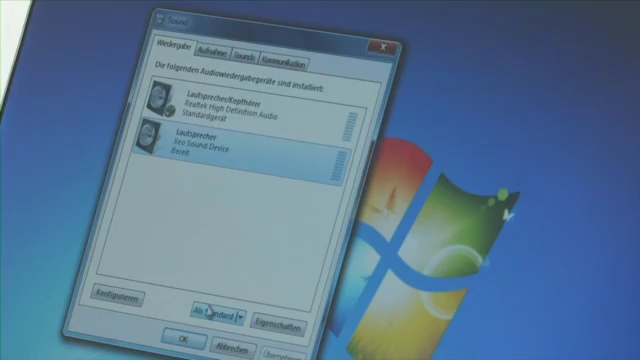 Sound
Wiedergabe Aufnahme Sounds Kommunikation
Die folgenden Audiowiedergabegeräte sind installiert:
Lautsprecher/Kopfhörer
Realtek High Definition Audio
Standardgerät
Lautsprecher
Xeo Sound Device
Bereit
Konfigurieren
Als Standard
Eigenschaften
OK
Abbrechen
Übernehmen